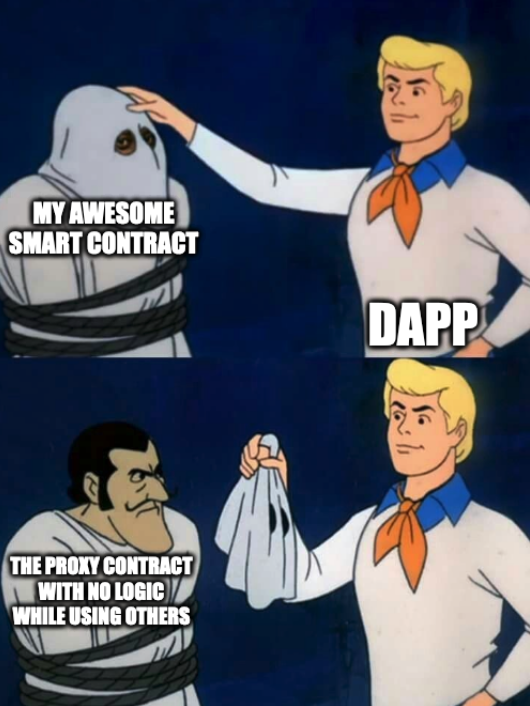 MY AWESOME
SMART CONTRACT
DAPP
THE PROXY CONTRACT
WITH NO LOGIC
WHILE USING OTHERS